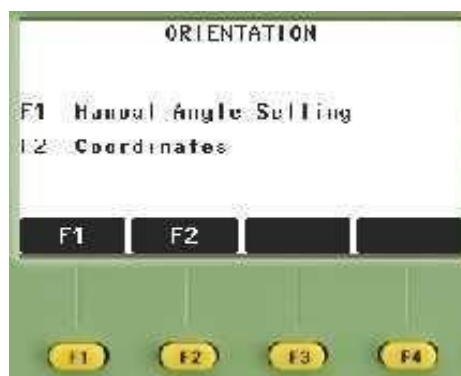 ORIENTATION
F1 Manual Angle Setting
F2 Coordinates
F1 F2
F1 F2 F3 F4